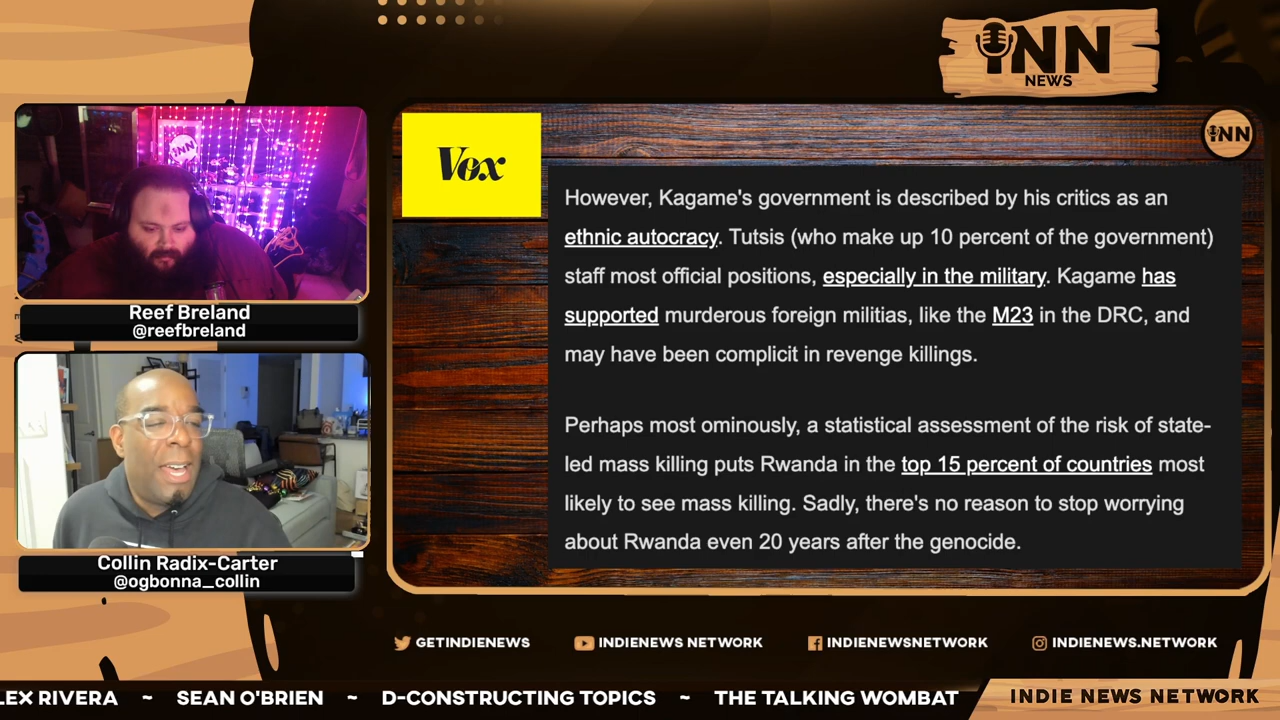 iNN
NEWS
iNN
Vox
However, Kagame's government is described by his critics as an
ethnic autocracy. Tutsis (who make up 10 percent of the government)
staff most official positions, especially in the military. Kagame has
supported murderous foreign militias, like the M23 in the DRC, and
may have been complicit in revenge killings.
Perhaps most ominously, a statistical assessment of the risk of state-
led mass killing puts Rwanda in the top 15 percent of countries most
likely to see mass killing. Sadly, there's no reason to stop worrying
about Rwanda even 20 years after the genocide.
iNN
Reef Breland
@reefbreland
Collin Radix-Carter
@ogbonna_collin
GETINDIENEWS INDIENEWS NETWORK INDIENEWSNETWORK INDIENEWS.NETWORK
LEX RIVERA ~ SEAN O'BRIEN ~ D-CONSTRUCTING TOPICS ~ THE TALKING WOMBAT INDIE NEWS NETWORK